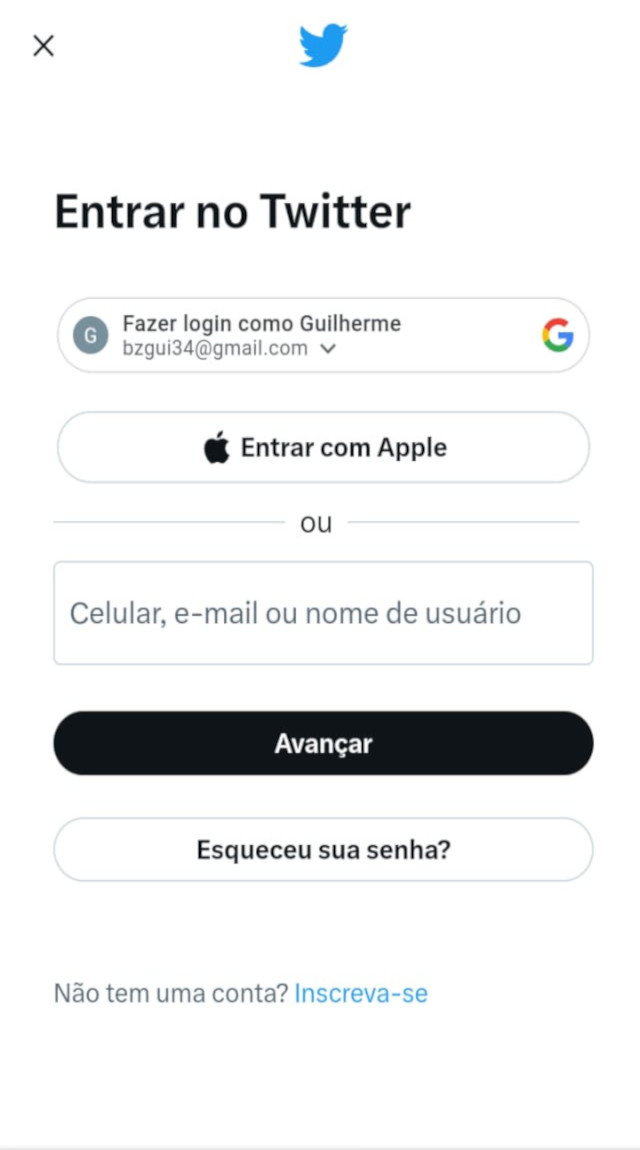 Entrar no Twitter
G
Fazer login como Guilherme
bzgui34@gmail.com
Entrar com Apple
ou
Celular, e-mail ou nome de usuário
Avançar
Esqueceu sua senha?
Não tem uma conta? Inscreva-se